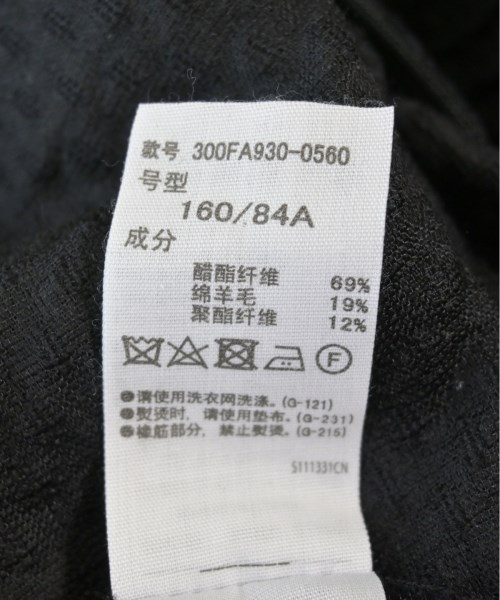 款号 300FA930-0560
号型
160/84A
成分
醋酯纤维 69%
绵羊毛 19%
聚酯纤维 12%
F
●请使用洗衣网洗涤。(G-121)
●熨烫时，请使用垫布。(G-231)
●橡筋部分，禁止熨烫。(G-215)
S111331CN